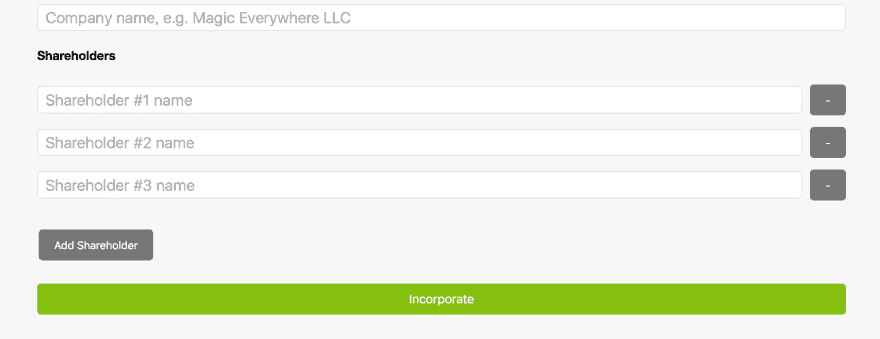 Company name, e.g. Magic Everywhere LLC
Shareholders
Shareholder #1 name
-
Shareholder #2 name
-
Shareholder #3 name
-
Add Shareholder
Incorporate